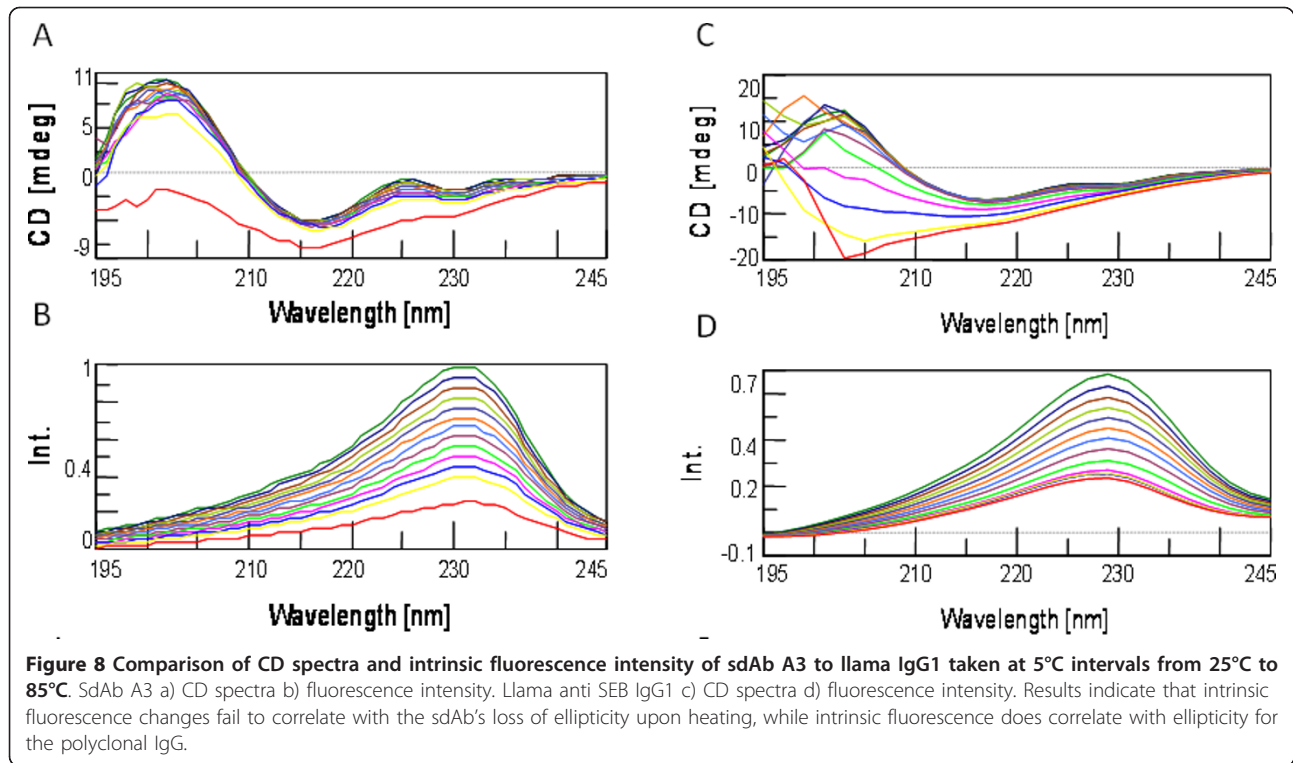 A
11
5
0
-9
CD [mdeg]
195
210
220
230
245
Wavelength [nm]
B
1
0.4
0
Int.
195
210
220
230
245
Wavelength [nm]
C
20
10
0
-10
-20
CD [mdeg]
195
210
220
230
245
Wavelength [nm]
D
0.7
0.4
0.2
-0.1
Int.
195
210
220
230
245
Wavelength [nm]
Figure 8 Comparison of CD spectra and intrinsic fluorescence intensity of sdAb A3 to llama IgG1 taken at 5°C intervals from 25°C to
85°C. SdAb A3 a) CD spectra b) fluorescence intensity. Llama anti SEB IgG1 c) CD spectra d) fluorescence intensity. Results indicate that intrinsic
fluorescence changes fail to correlate with the sdAb's loss of ellipticity upon heating, while intrinsic fluorescence does correlate with ellipticity for
the polyclonal IgG.